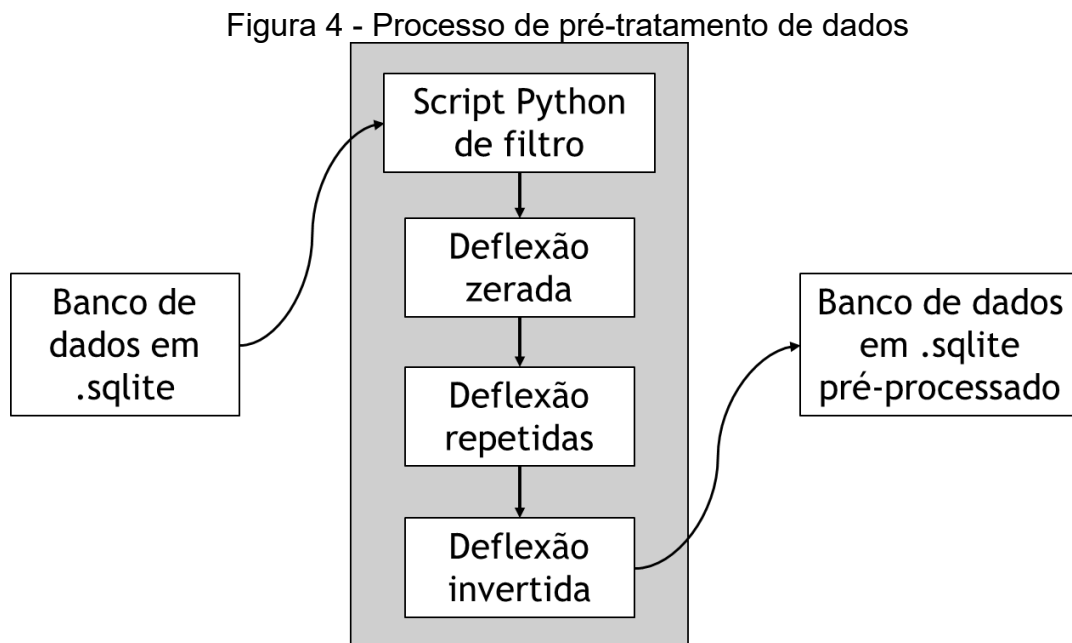 Figura 4 - Processo de pré-tratamento de dados
Script Python
de filtro
Deflexão
zerada
Banco de
dados em
.sqlite
Deflexão
repetidas
Deflexão
invertida
Banco de dados
em .sqlite
pré-processado